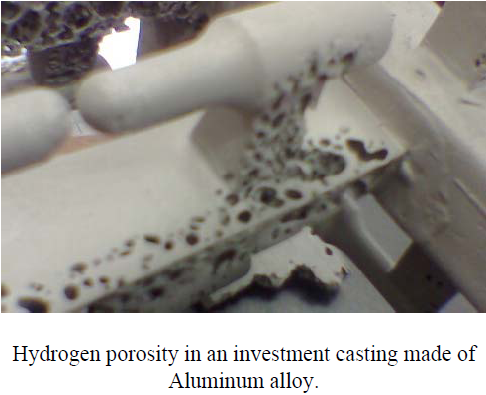 Hydrogen porosity in an investment casting made of
Aluminum alloy.